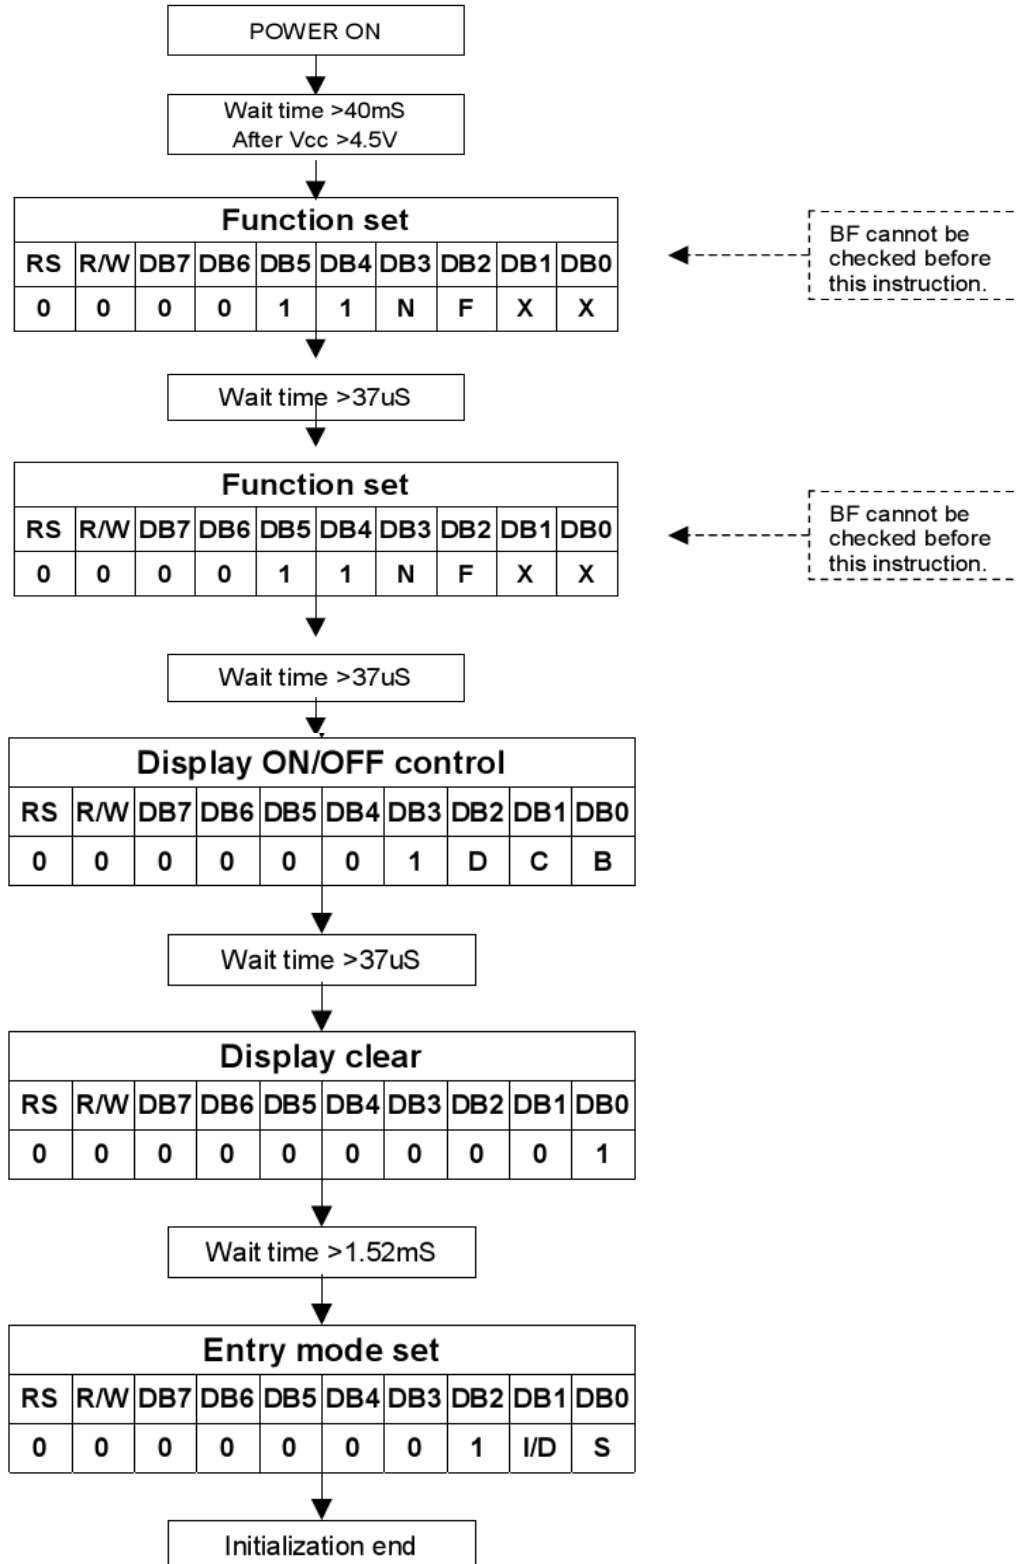 POWER ON
Wait time >40mS
After Vcc >4.5V
Function set
RS R/W DB7 DB6 DB5 DB4 DB3 DB2 DB1 DB0
0 0 0 0 1 1 N F X X
BF cannot be
checked before
this instruction.
Wait time >37uS
Function set
RS R/W DB7 DB6 DB5 DB4 DB3 DB2 DB1 DB0
0 0 0 0 1 1 N F X X
BF cannot be
checked before
this instruction.
Wait time >37uS
Display ON/OFF control
RS R/W DB7 DB6 DB5 DB4 DB3 DB2 DB1 DB0
0 0 0 0 0 0 1 D C B
Wait time >37uS
Display clear
RS R/W DB7 DB6 DB5 DB4 DB3 DB2 DB1 DB0
0 0 0 0 0 0 0 0 0 1
Wait time >1.52mS
Entry mode set
RS R/W DB7 DB6 DB5 DB4 DB3 DB2 DB1 DB0
0 0 0 0 0 0 0 1 I/D S
Initialization end